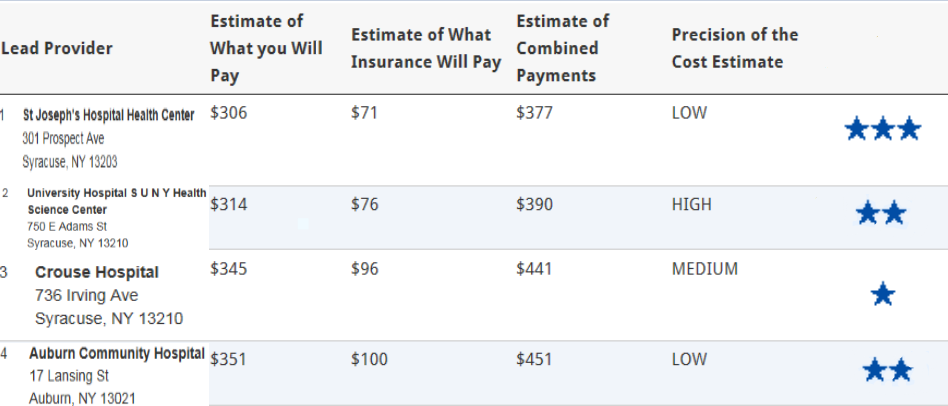 Lead Provider
Estimate of
What you Will
Pay
Estimate of What
Insurance Will Pay
Estimate of
Combined
Payments
Precision of the
Cost Estimate
1
St Joseph's Hospital Health Center
301 Prospect Ave
Syracuse, NY 13203
$306
$71
$377
LOW
2
University Hospital S U N Y Health
Science Center
750 E Adams St
Syracuse, NY 13210
$314
$76
$390
HIGH
3
Crouse Hospital
736 Irving Ave
Syracuse, NY 13210
$345
$96
$441
MEDIUM
4
Auburn Community Hospital
17 Lansing St
Auburn, NY 13021
$351
$100
$451
LOW